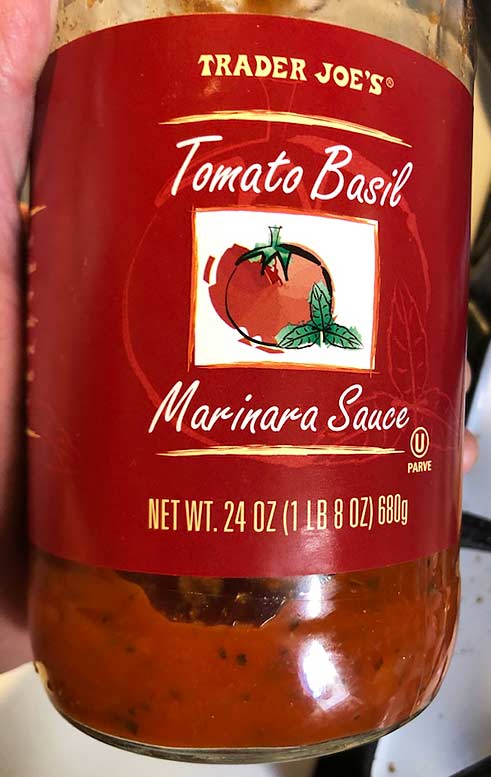 TRADER JOE'S®
Tomato Basil
Marinara Sauce
U
PARVE
NET WT. 24 OZ (1 LB 8 OZ) 680g